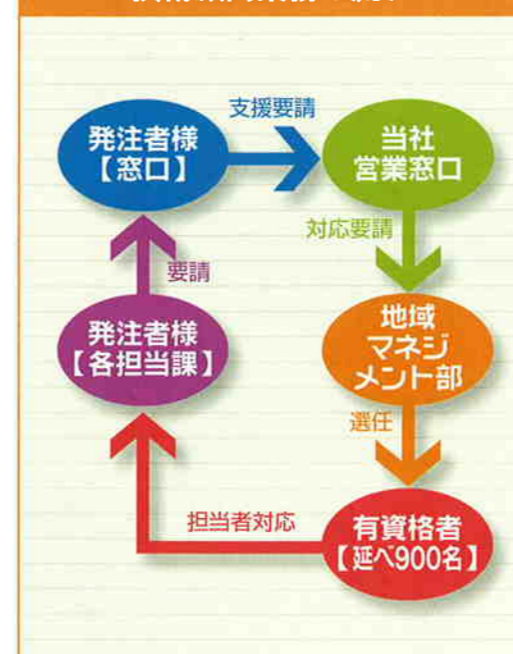 支援要請
発注者様
【窓口】
当社
営業窓口
対応要請
要請
発注者様
【各担当課】
地域
マネジ
メント部
選任
担当者対応
有資格者
【延べ900名】